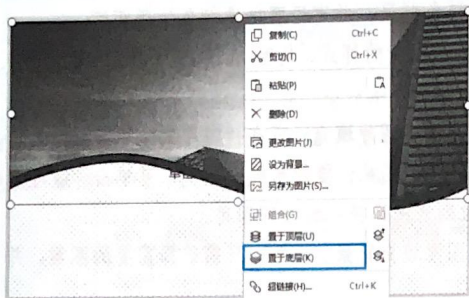 复制(C) Ctrl+C
剪切(T) Ctrl+X
粘贴(P)
删除(D)
更改图片(J)
设为背景...
另存为图片(S)...
组合(G)
置于顶层(U)
置于底层(K)
超链接(H)... Ctrl+K